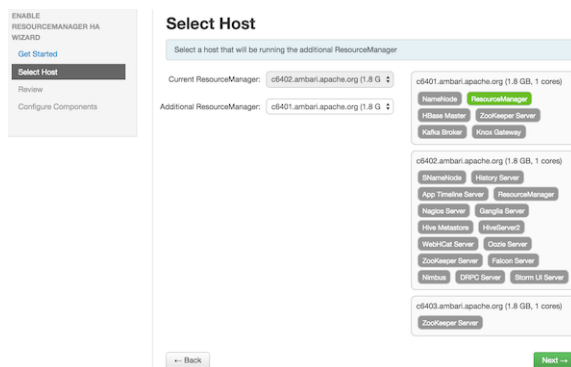 ENABLE
RESOURCEMANAGER HA
WIZARD
Get Started
Select Host
Review
Configure Components
Select Host
Select a host that will be running the additional ResourceManager
Current ResourceManager: c6402.ambari.apache.org (1.8 G
Additional ResourceManager: c6401.ambari.apache.org (1.8 G
c6401.ambari.apache.org (1.8 GB, 1 cores)
NameNode ResourceManager
HBase Master ZooKeeper Server
Kafka Broker Knox Gateway
c6402.ambari.apache.org (1.8 GB, 1 cores)
SNameNode History Server
App Timeline Server ResourceManager
Nagios Server Ganglia Server
Hive Metastore HiveServer2
WebHCat Server Oozie Server
ZooKeeper Server Falcon Server
Nimbus DRPC Server Storm UI Server
c6403.ambari.apache.org (1.8 GB, 1 cores)
ZooKeeper Server
← Back
Next →